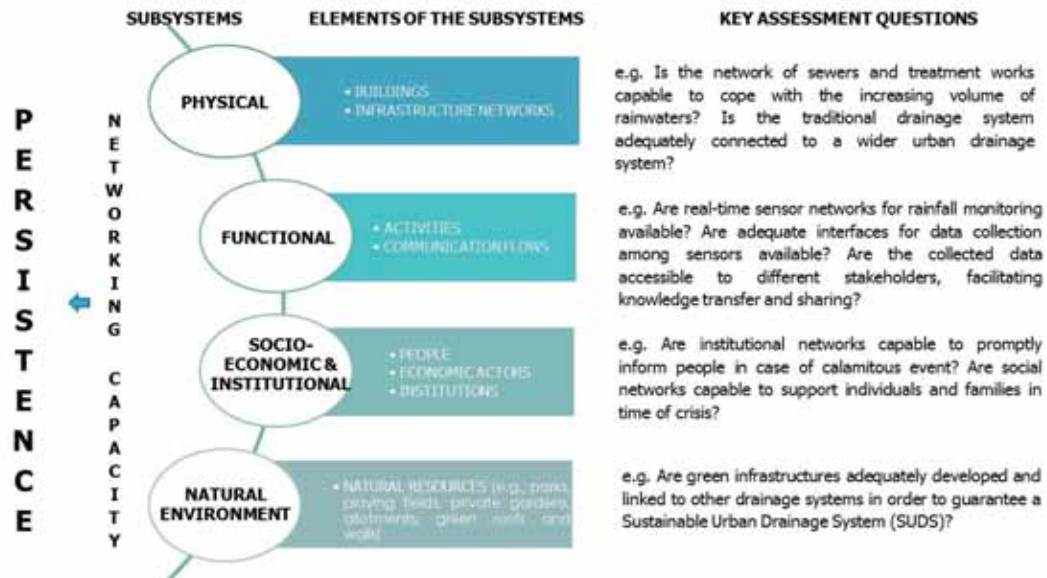 SUBSYSTEMS
ELEMENTS OF THE SUBSYSTEMS
KEY ASSESSMENT QUESTIONS
PERSISTENCE
NETWORKING CAPACITY
PHYSICAL
• BUILDINGS
• INFRASTRUCTURE NETWORKS
e.g. Is the network of sewers and treatment works
capable to cope with the increasing volume of
rainwaters? Is the traditional drainage system
adequately connected to a wider urban drainage
system?
FUNCTIONAL
• ACTIVITIES
• COMMUNICATION FLOWS
e.g. Are real-time sensor networks for rainfall monitoring
available? Are adequate interfaces for data collection
among sensors available? Are the collected data
accessible to different stakeholders, facilitating
knowledge transfer and sharing?
SOCIO-
ECONOMIC &
INSTITUTIONAL
• PEOPLE
• ECONOMIC ACTORS
• INSTITUTIONS
e.g. Are institutional networks capable to promptly
inform people in case of calamitous event? Are social
networks capable to support individuals and families in
time of crisis?
NATURAL
ENVIRONMENT
• NATURAL RESOURCES (e.g., parks,
playing fields, private gardens,
allotments, green roofs and
walls)
e.g. Are green infrastructures adequately developed and
linked to other drainage systems in order to guarantee a
Sustainable Urban Drainage System (SUDS)?